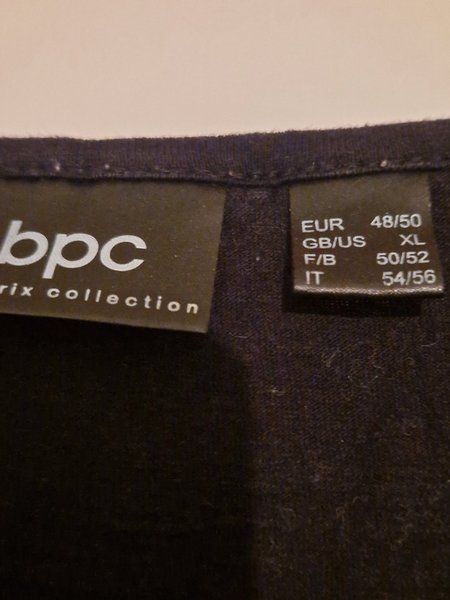 bpc
rix collection
EUR 48/50
GB/US XL
F/B 50/52
IT 54/56